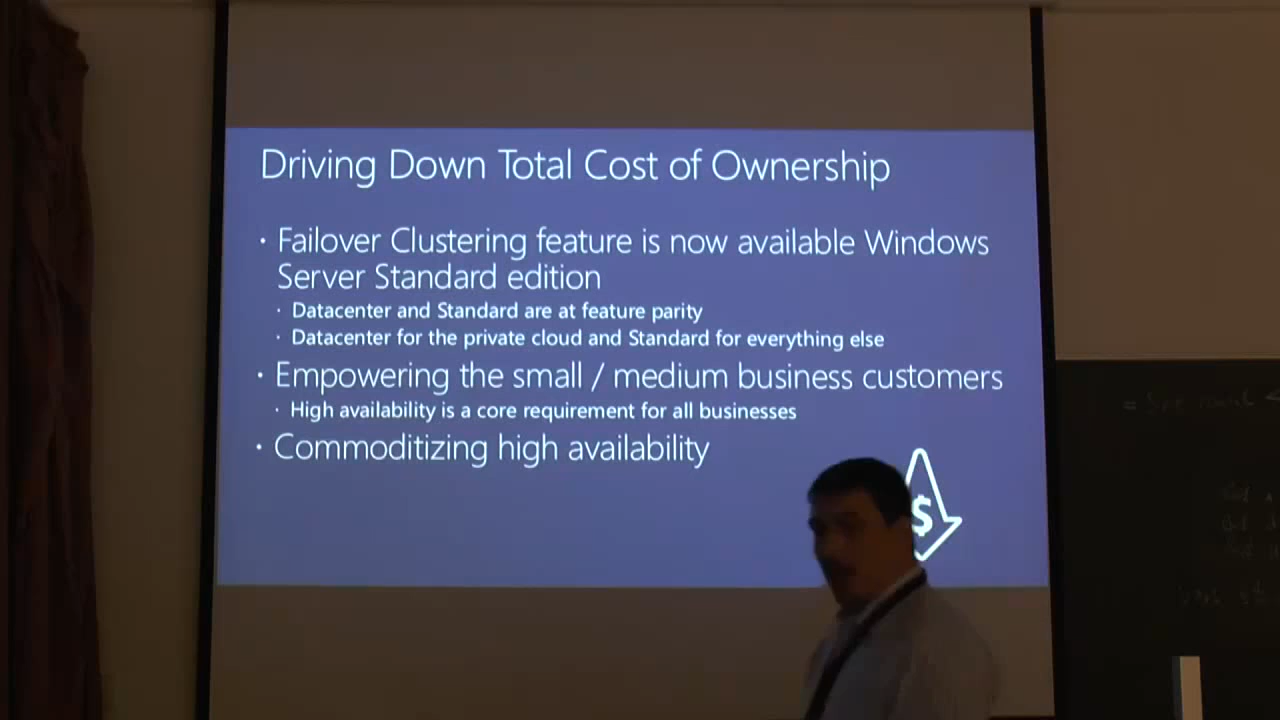 Driving Down Total Cost of Ownership
• Failover Clustering feature is now available Windows
Server Standard edition
• Datacenter and Standard are at feature parity
• Datacenter for the private cloud and Standard for everything else
• Empowering the small / medium business customers
• High availability is a core requirement for all businesses
• Commoditizing high availability
$